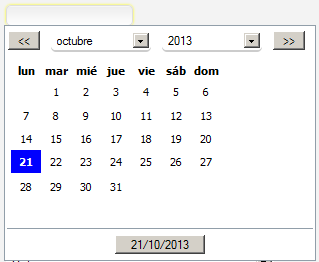 << octubre 2013 >>
lun mar mié jue vie sáb dom
1 2 3 4 5 6
7 8 9 10 11 12 13
14 15 16 17 18 19 20
21 22 23 24 25 26 27
28 29 30 31
21/10/2013